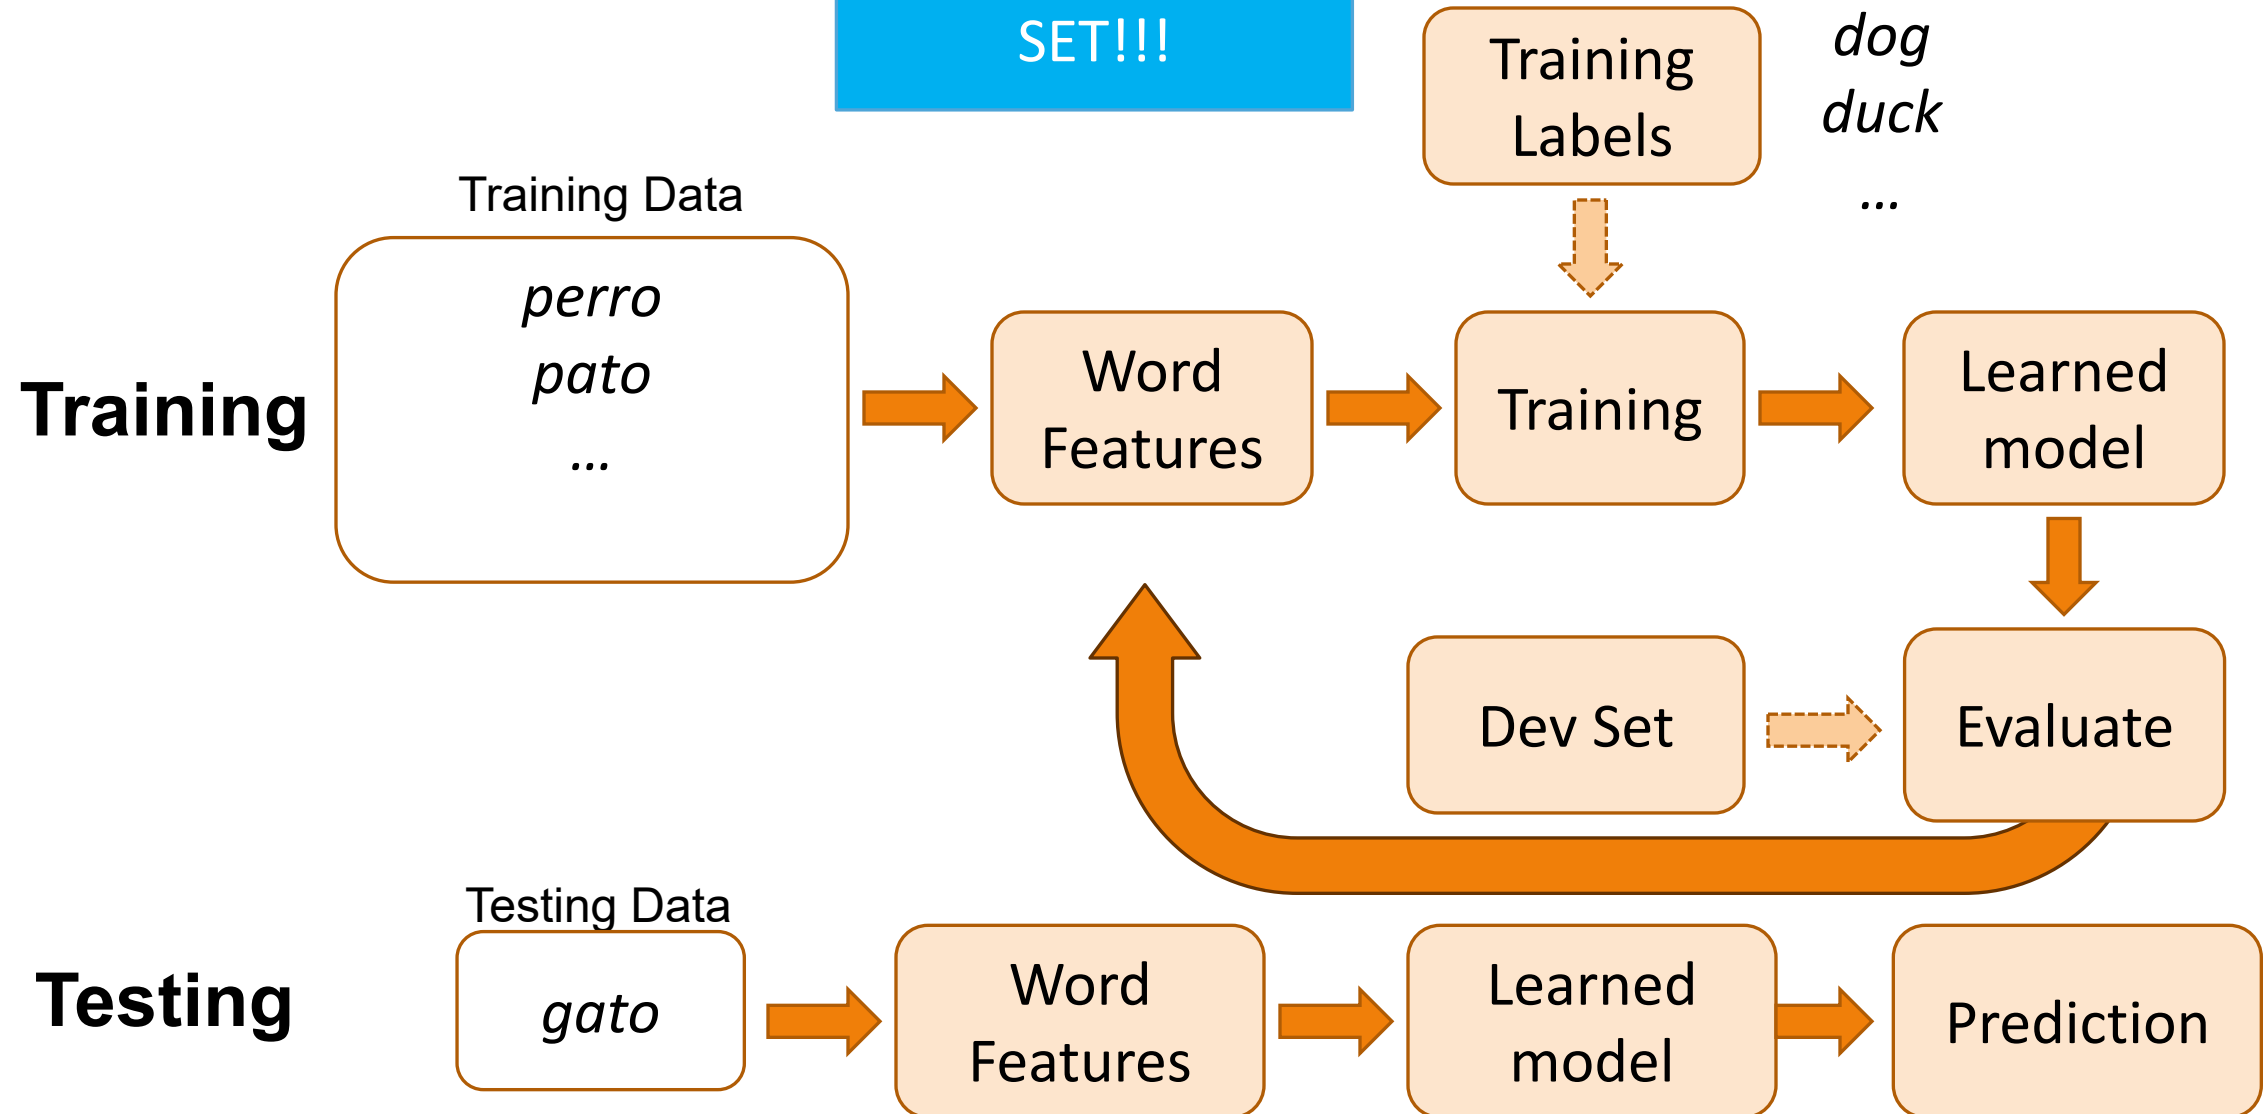 SET!!!
Training
Labels
dog
duck
...
Training Data
perro
pato
...
Training
Word
Features
Training
Learned
model
Dev Set
Evaluate
Testing Data
Testing
gato
Word
Features
Learned
model
Prediction